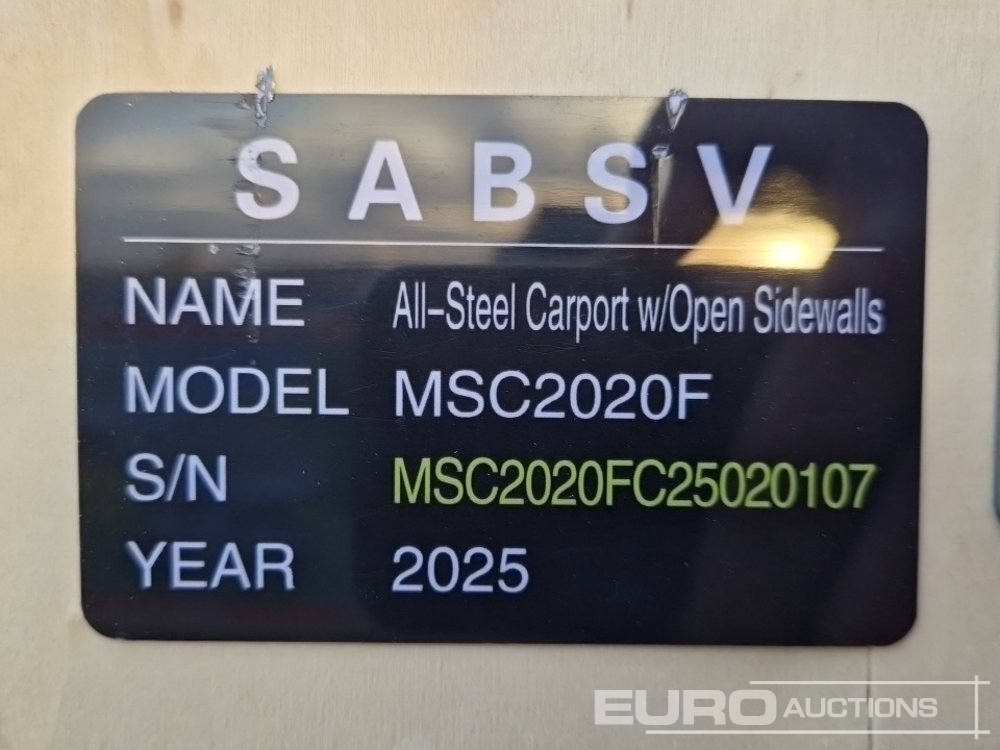 SABSV
NAME All-Steel Carport w/Open Sidewalls
MODEL MSC2020F
S/N MSC2020FC25020107
YEAR 2025
EURO AUCTIONS